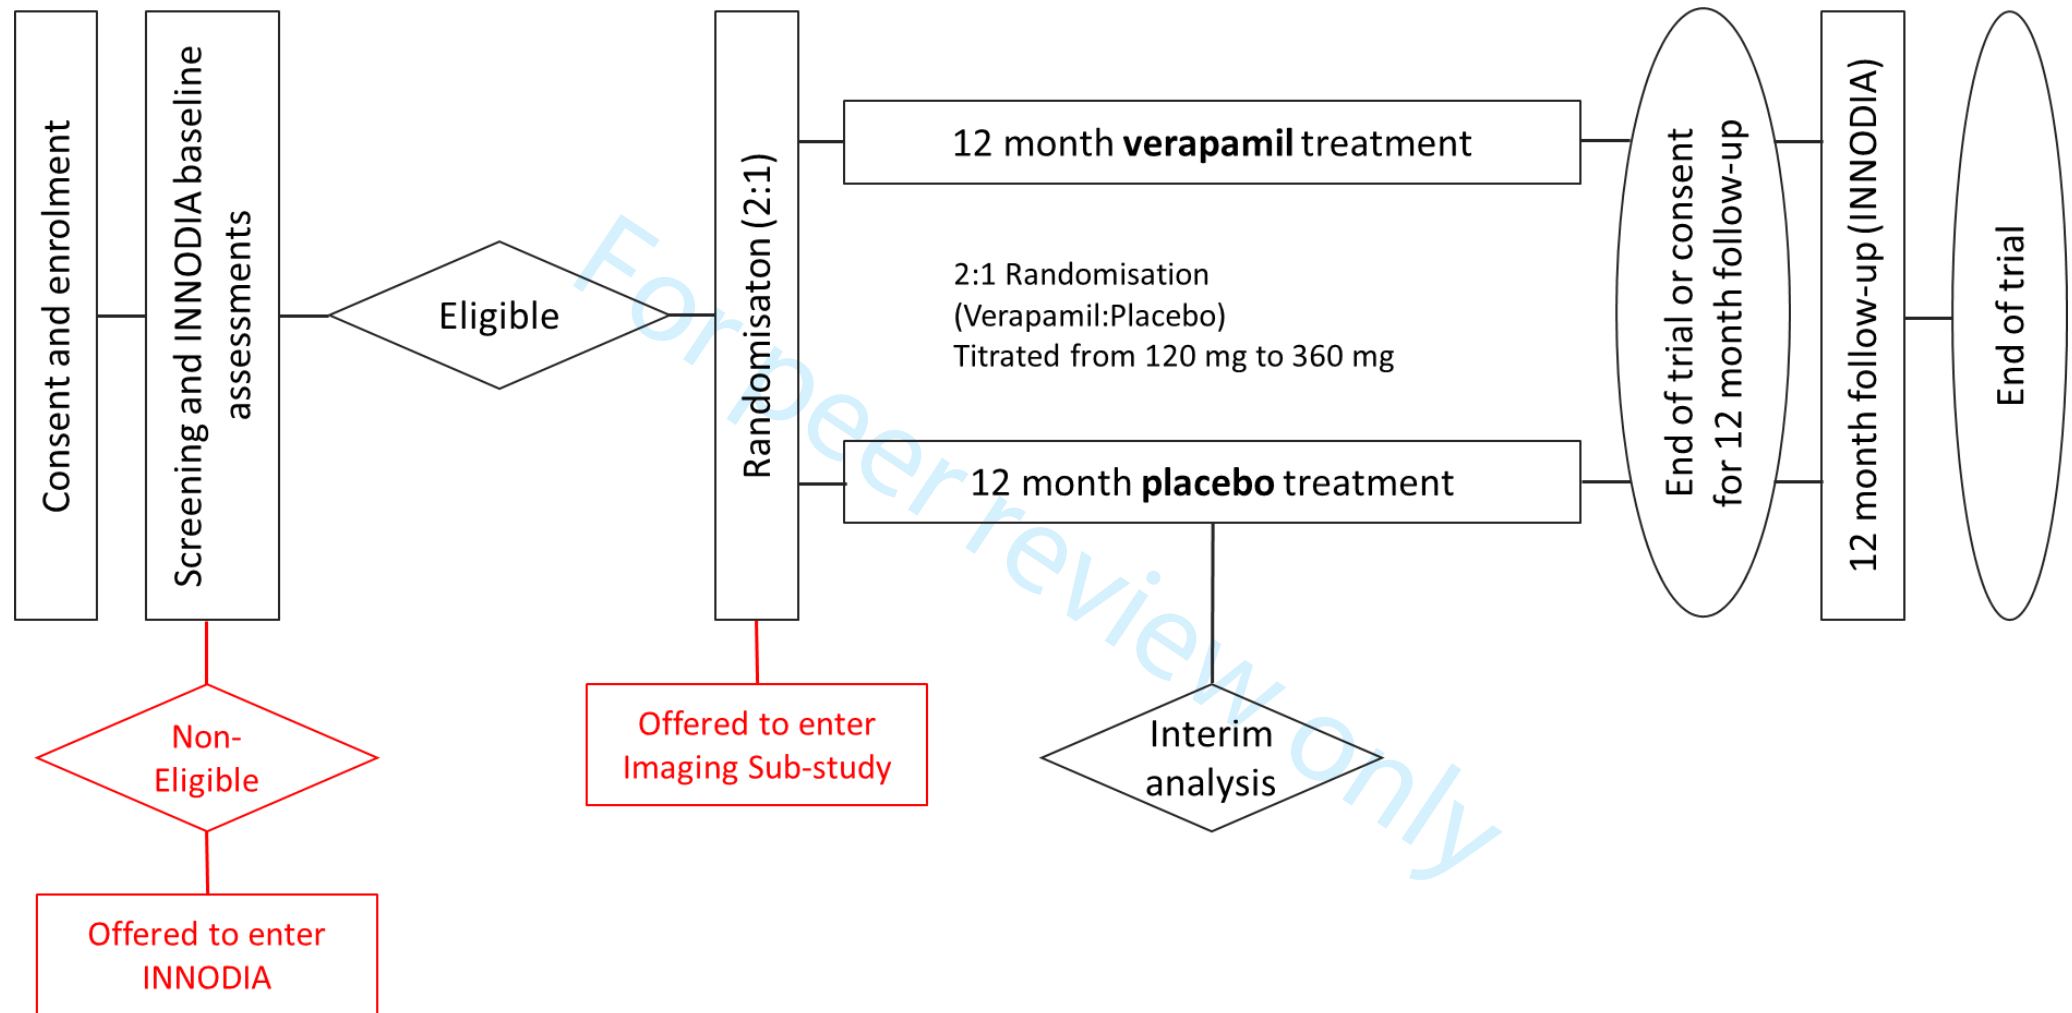 Consent and enrolment
Screening and INNODIA baseline
assessments
Eligible
Randomisaton (2:1)
12 month verapamil treatment
2:1 Randomisation
(Verapamil:Placebo)
Titrated from 120 mg to 360 mg
12 month placebo treatment
End of trial or consent
for 12 month follow-up
12 month follow-up (INNODIA)
End of trial
Non-
Eligible
Offered to enter
INNODIA
Offered to enter
Imaging Sub-study
Interim
analysis
For peer review only